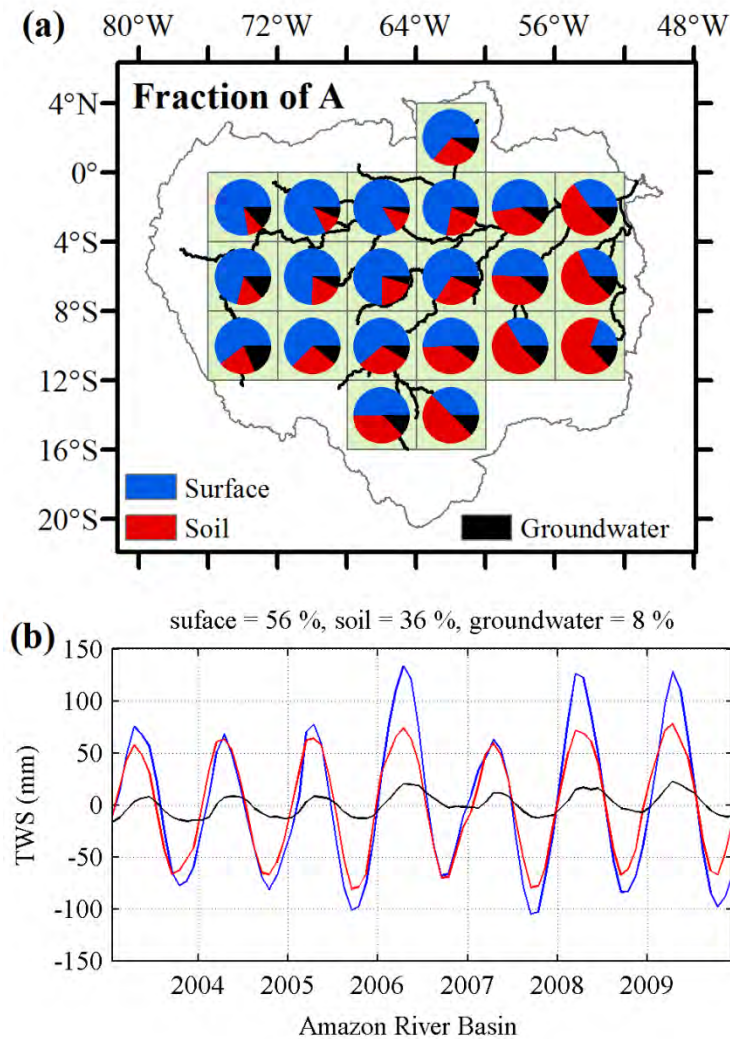 (a)
80°W 72°W 64°W 56°W 48°W
Fraction of A
4°N
0°
4°S
8°S
12°S
16°S
20°S
Surface
Soil
Groundwater
(b)
suface = 56 %, soil = 36 %, groundwater = 8 %
150
100
50
0
-50
-100
-150
TWS (mm)
2004 2005 2006 2007 2008 2009
Amazon River Basin